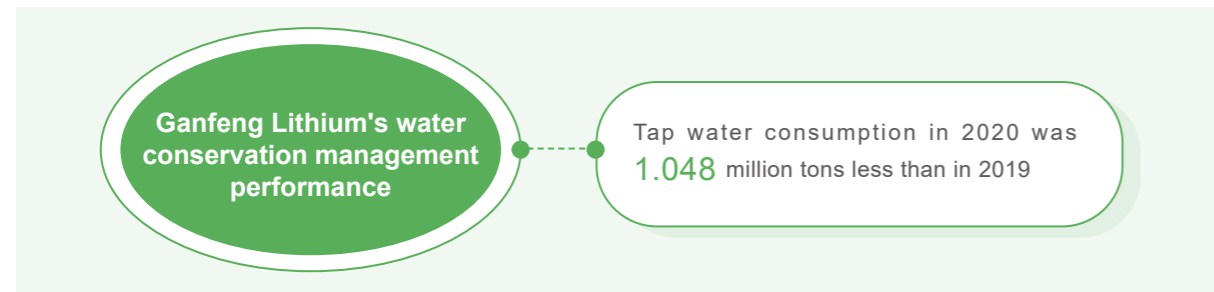 Ganfeng Lithium's water
conservation management
performance
Tap water consumption in 2020 was
1.048 million tons less than in 2019